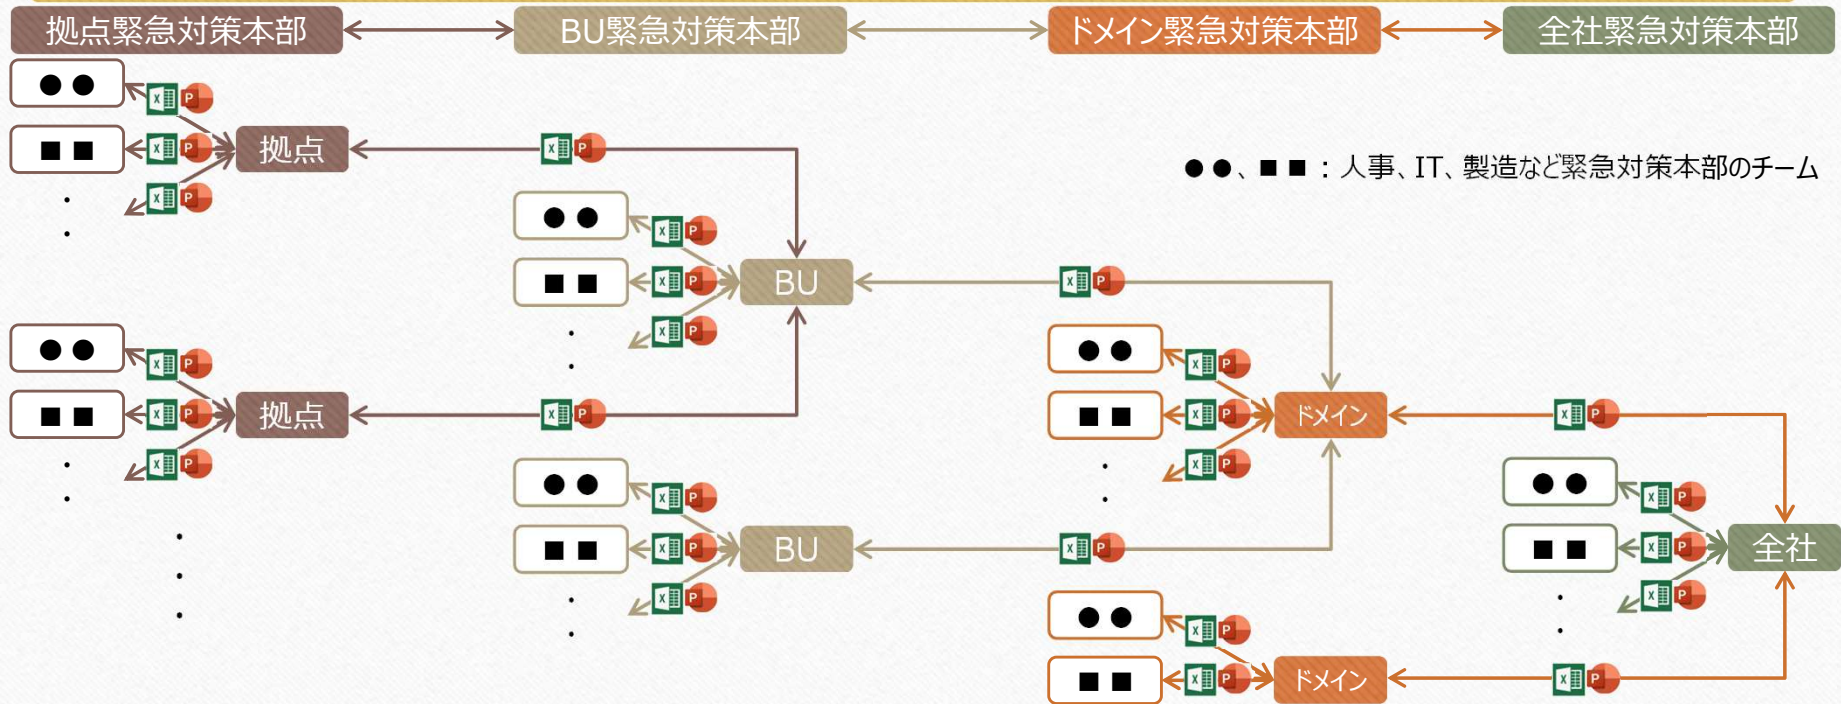 拠点緊急対策本部
BU緊急対策本部
ドメイン緊急対策本部
全社緊急対策本部
●●、■■：人事、IT、製造など緊急対策本部のチーム
●●
■■
・
・
拠点
●●
■■
・
・
拠点
・
・
・
●●
■■
・
・
BU
●●
■■
・
・
BU
●●
■■
・
・
ドメイン
●●
■■
ドメイン
●●
■■
・
・
全社